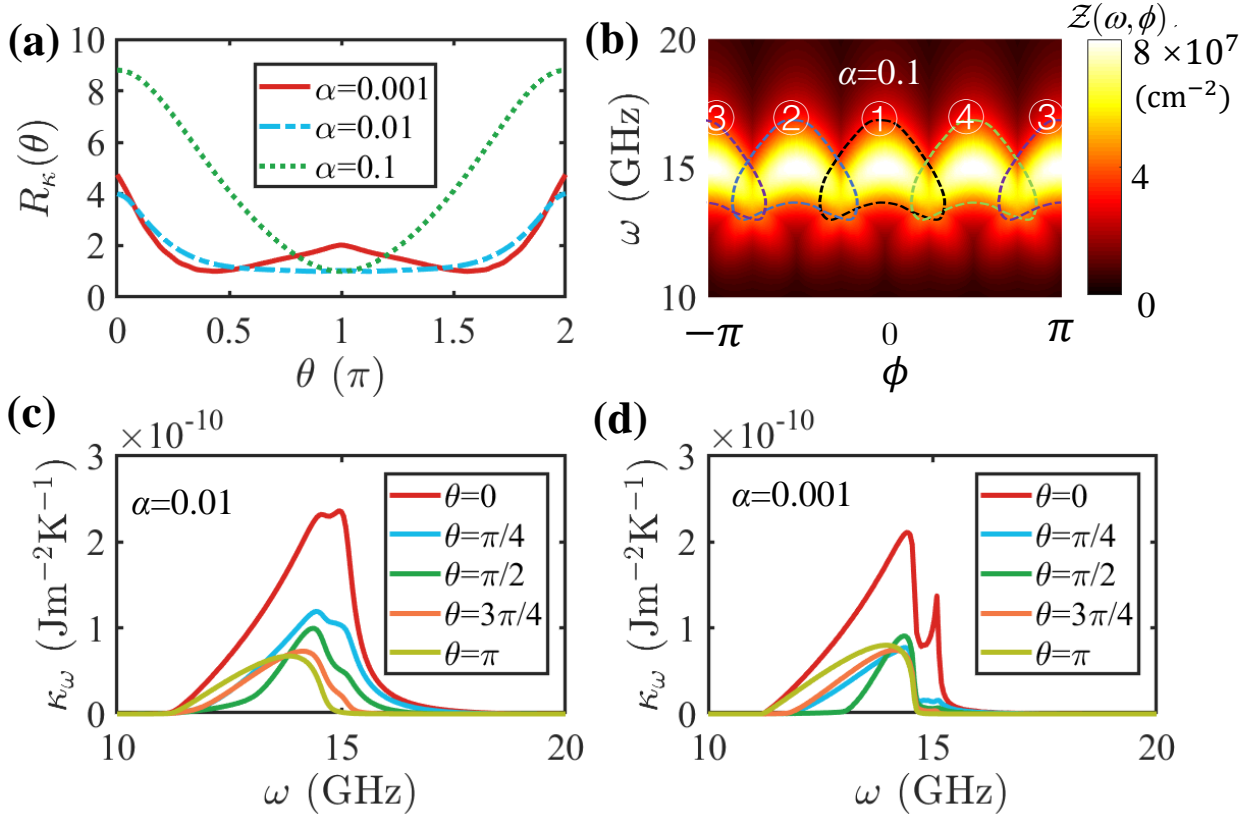 (a)
10
8
6
4
2
0
R_κ(θ)
α=0.001
α=0.01
α=0.1
0 0.5 1 1.5 2
θ (π)
(b)
20
15
10
ω (GHz)
α=0.1
③ ② ① ④ ③
−π 0 π
ϕ
𝒵(ω,ϕ)
8 ×10⁷
(cm⁻²)
4
0
(c)
×10⁻¹⁰
3
2
1
0
κ_ω (Jm⁻²K⁻¹)
α=0.01
θ=0
θ=π/4
θ=π/2
θ=3π/4
θ=π
10 15 20
ω (GHz)
(d)
×10⁻¹⁰
3
2
1
0
κ_ω (Jm⁻²K⁻¹)
α=0.001
θ=0
θ=π/4
θ=π/2
θ=3π/4
θ=π
10 15 20
ω (GHz)